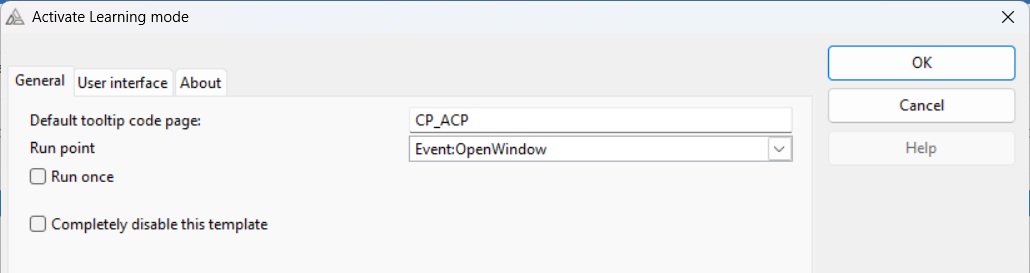 Activate Learning mode
General User interface About
Default tooltip code page: CP_ACP
Run point Event:OpenWindow
Run once
Completely disable this template
OK
Cancel
Help